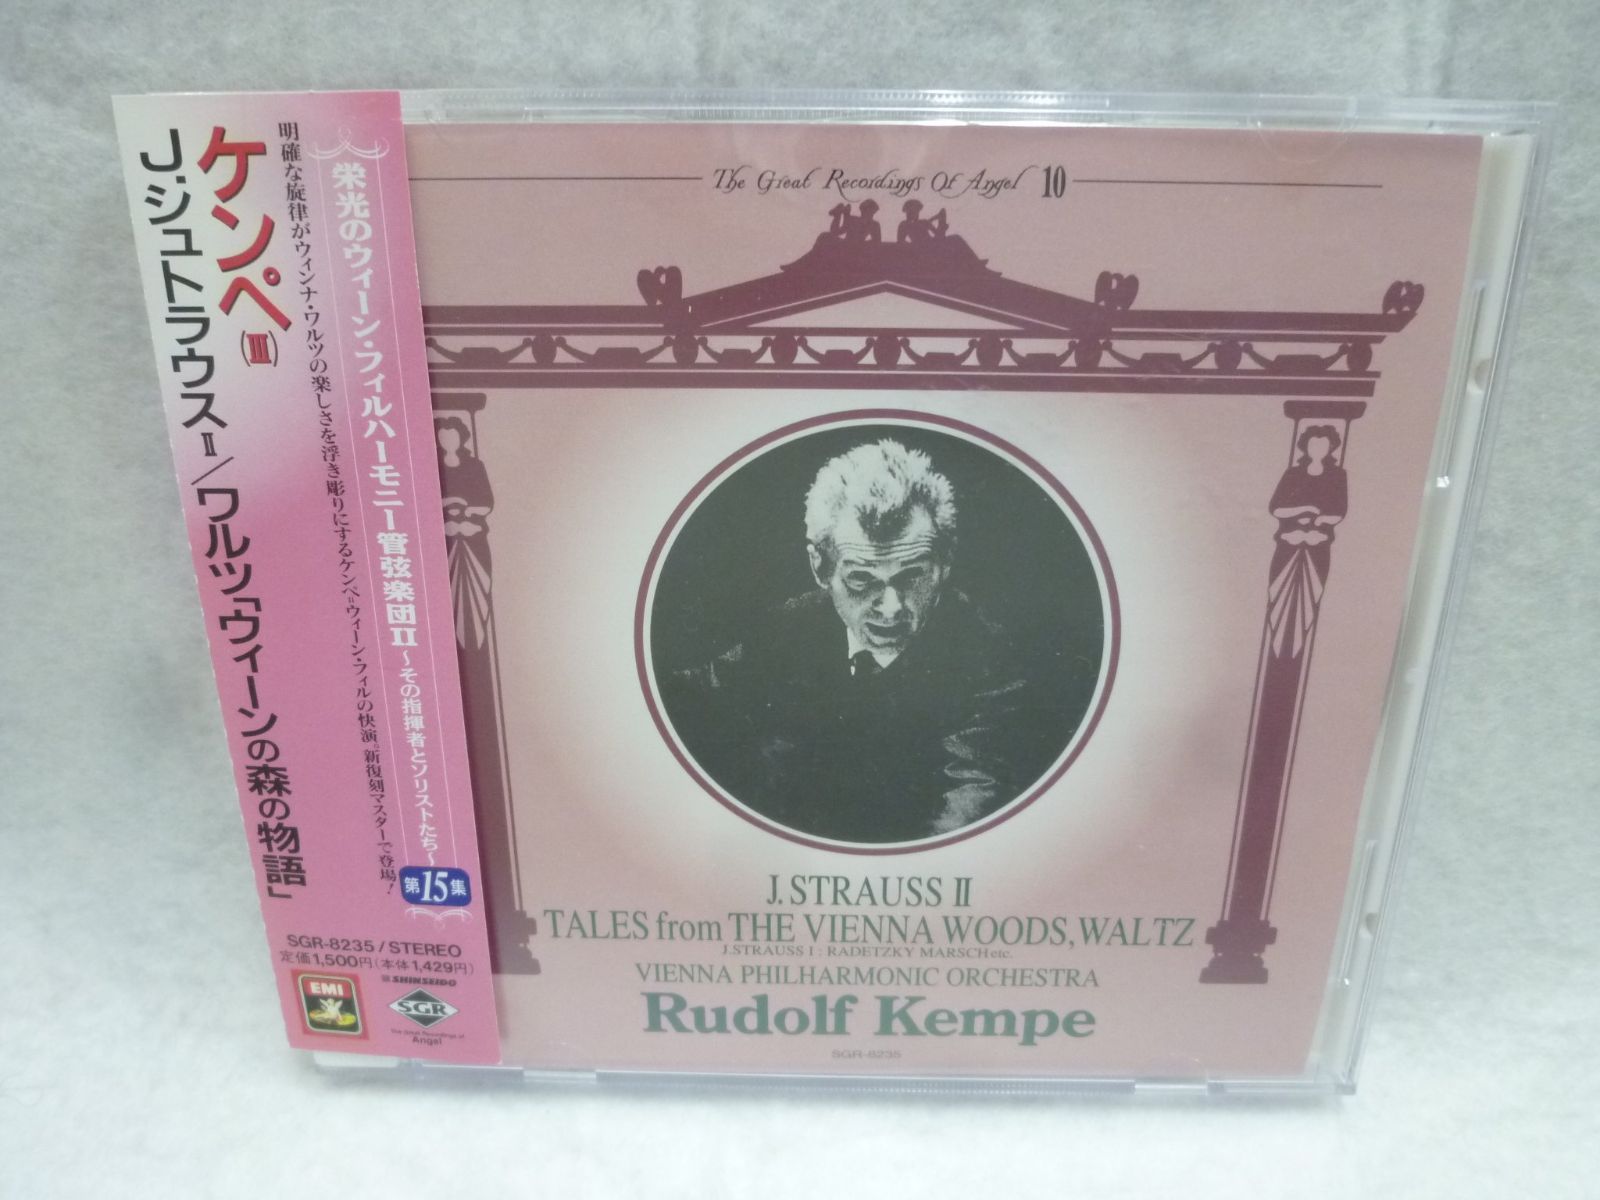 ケンペ(III)
J.シュトラウスII/ワルツ「ウィーンの森の物語」
明確な旋律がウィンナ・ワルツの楽しさを浮き彫りにするケンペ=ウィーン・フィルの快演。新復刻マスターで登場!
栄光のウィーン・フィルハーモニー管弦楽団II〜その指揮者とソリストたち〜
第15集
SGR-8235/STEREO
定価1,500円(本体1,429円)
SHINSEIDO
EMI
SGR
The Great Recordings of
Angel
The Great Recordings Of Angel 10
J. STRAUSS II
TALES from THE VIENNA WOODS, WALTZ
J.STRAUSS I : RADETZKY MARSCH etc.
VIENNA PHILHARMONIC ORCHESTRA
Rudolf Kempe
SGR-8235